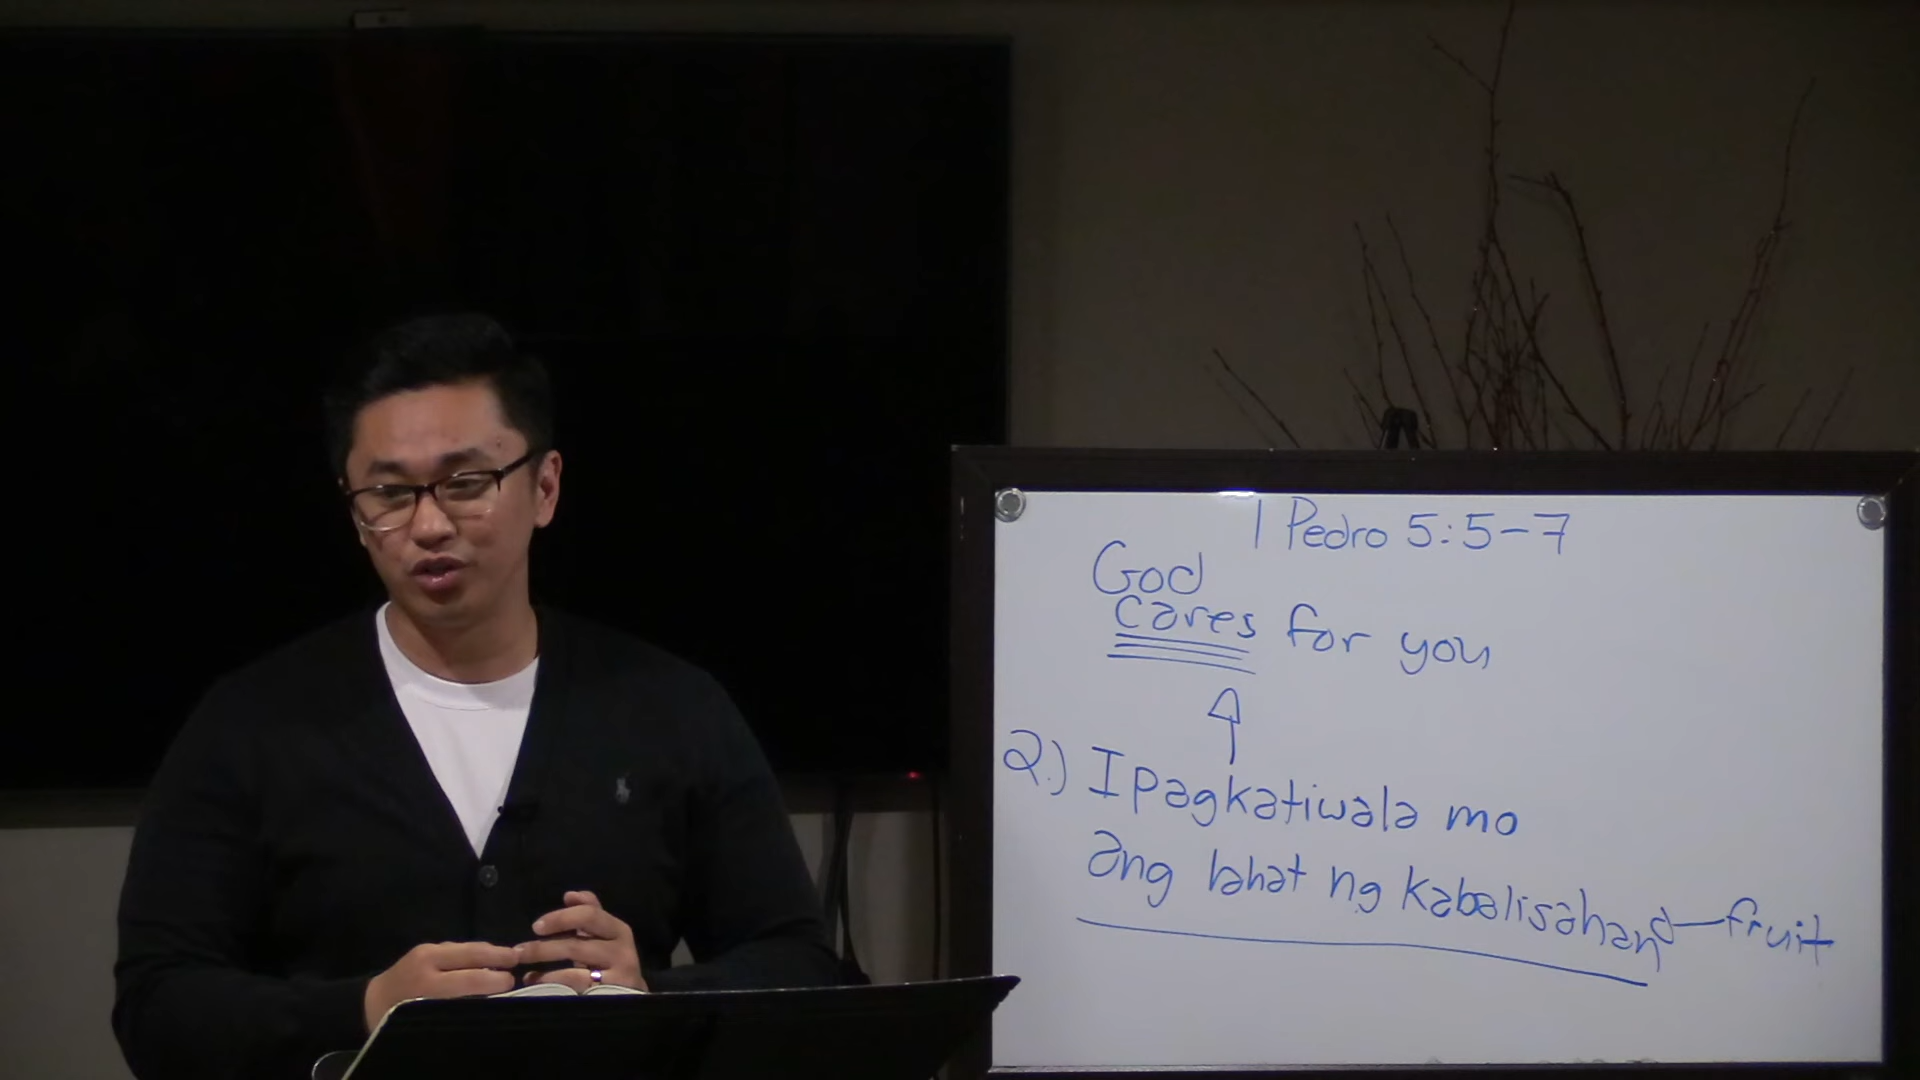 1 Pedro 5:5-7
God
cares for you
2.) Ipagkatiwala mo
ang lahat ng kabalisahan - fruit